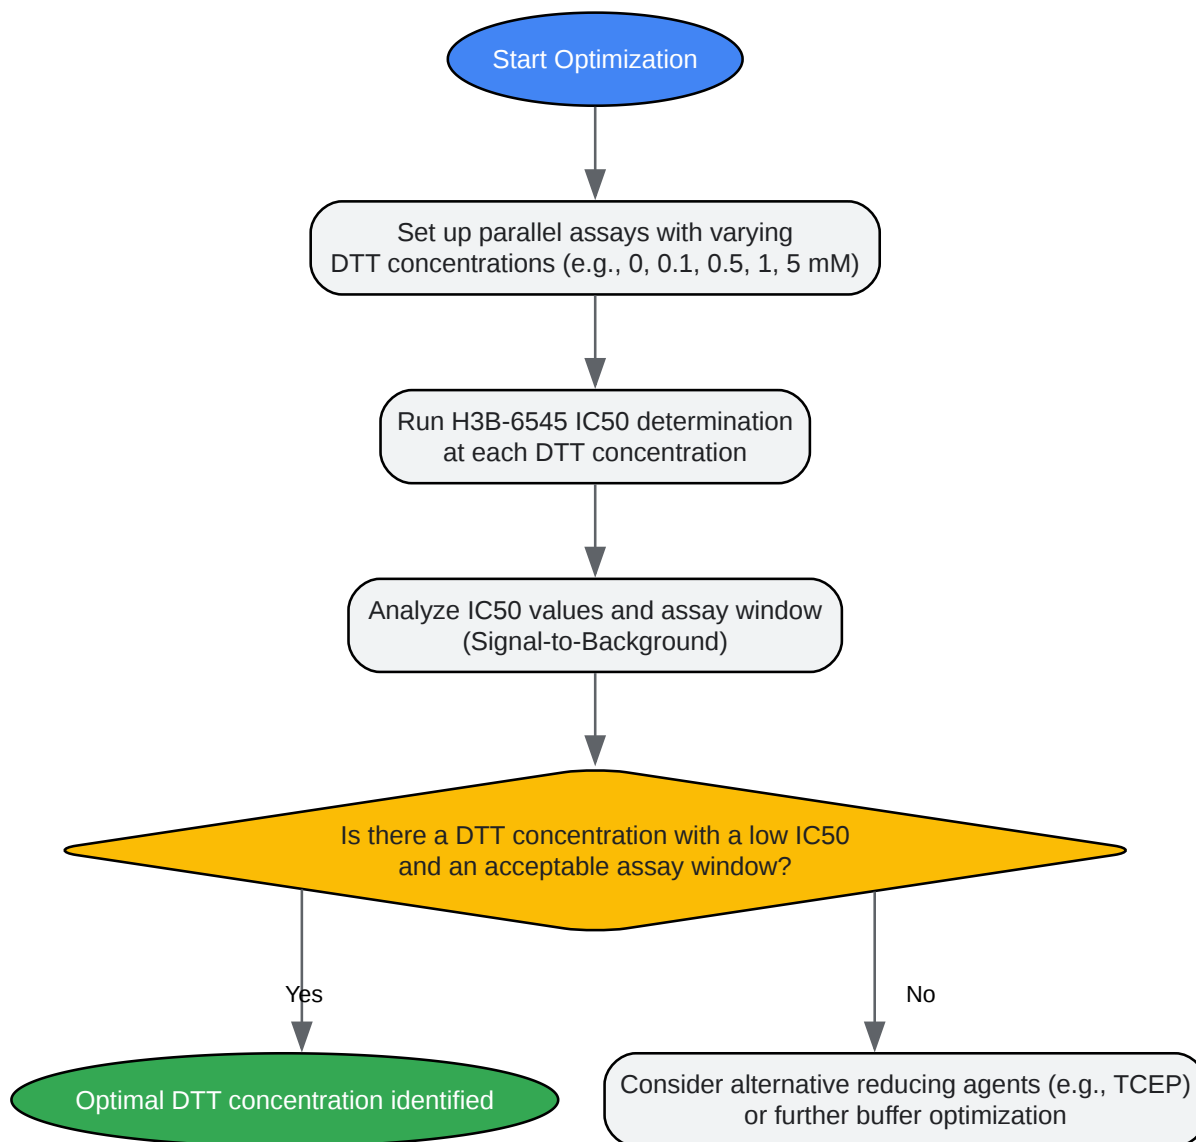 Start Optimization
Set up parallel assays with varying
DTT concentrations (e.g., 0, 0.1, 0.5, 1, 5 mM)
Run H3B-6545 IC50 determination
at each DTT concentration
Analyze IC50 values and assay window
(Signal-to-Background)
Is there a DTT concentration with a low IC50
and an acceptable assay window?
Yes
No
Optimal DTT concentration identified
Consider alternative reducing agents (e.g., TCEP)
or further buffer optimization